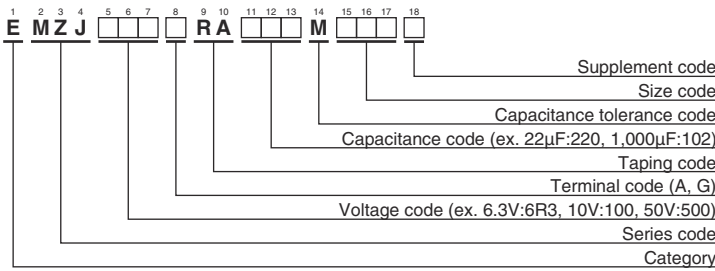 1 2 3 4 5 6 7 8 9 10 11 12 13 14 15 16 17 18
E MZJ □□□ □ RA □□□ M □□□ □
Supplement code
Size code
Capacitance tolerance code
Capacitance code (ex. 22μF:220, 1,000μF:102)
Taping code
Terminal code (A, G)
Voltage code (ex. 6.3V:6R3, 10V:100, 50V:500)
Series code
Category